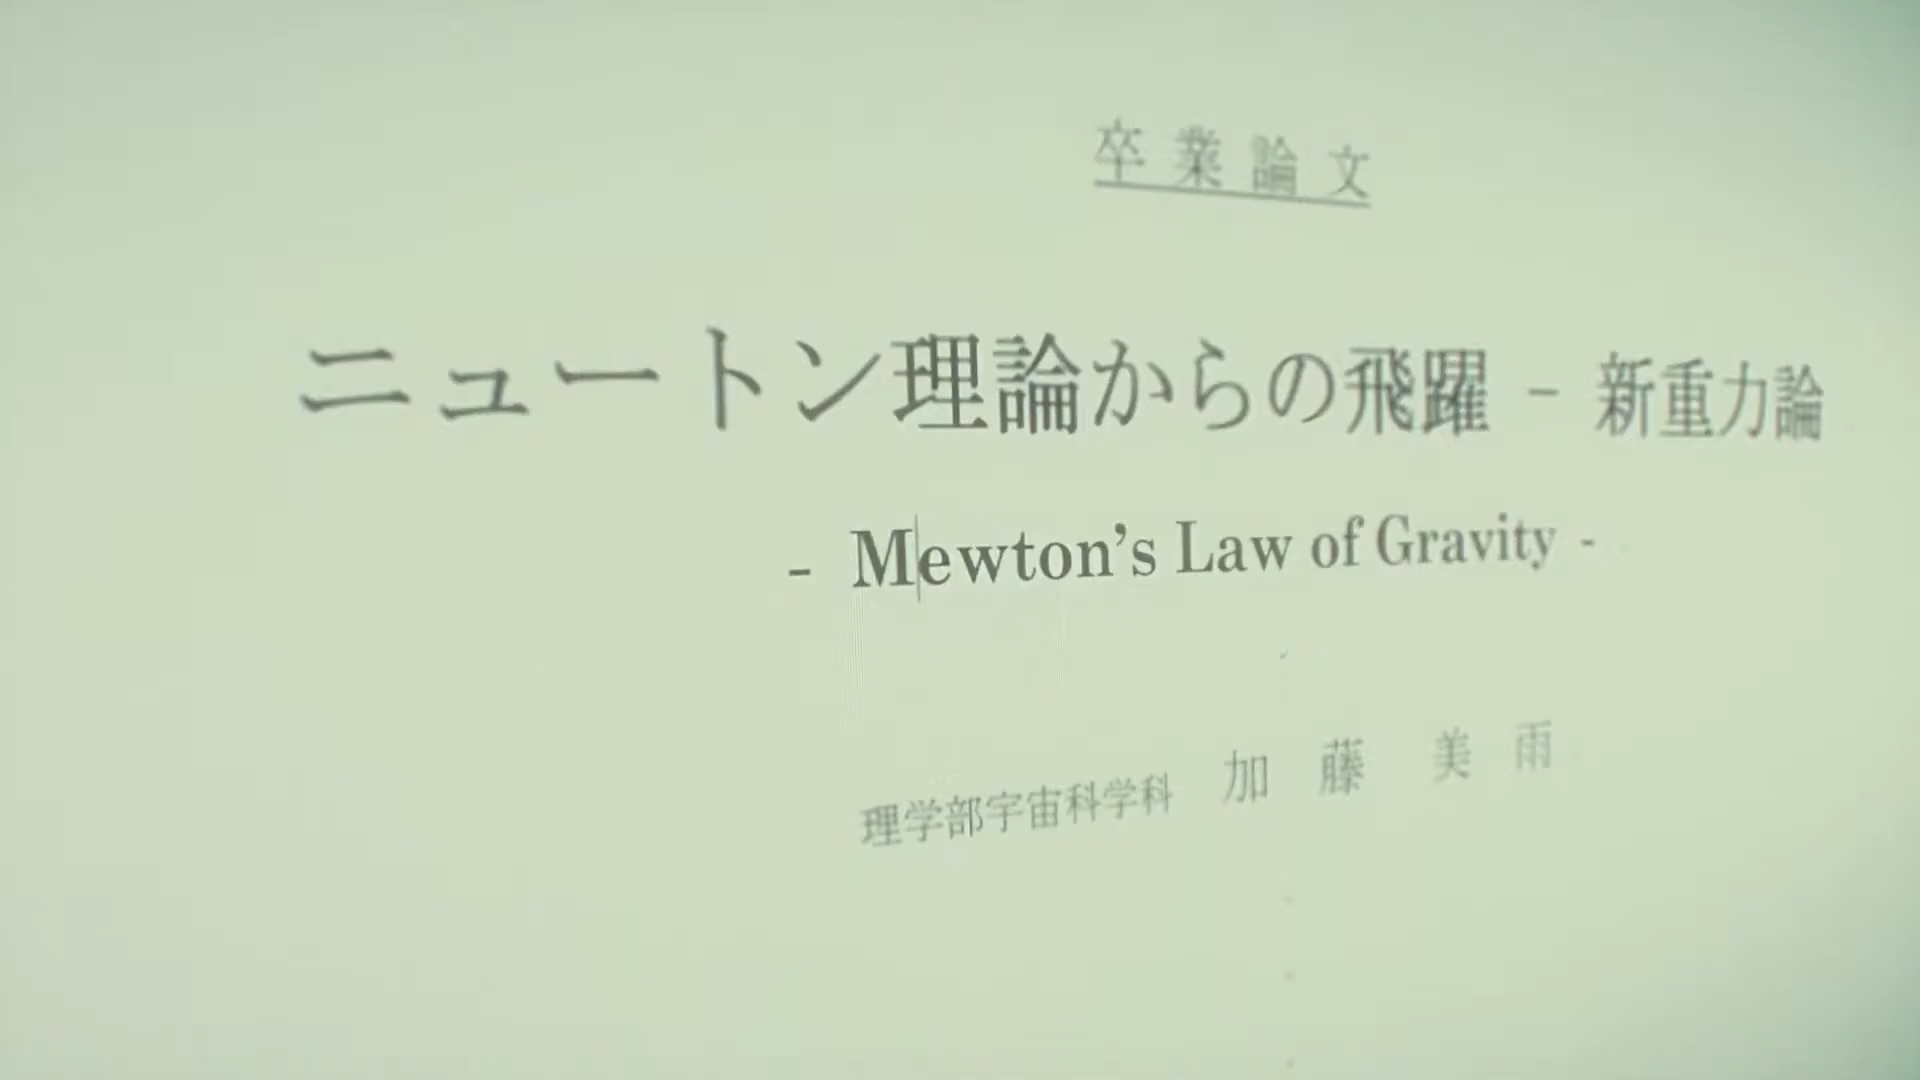 卒業論文
ニュートン理論からの飛躍 － 新重力論
- Mewton’s Law of Gravity -
理学部宇宙科学科 加藤 美雨